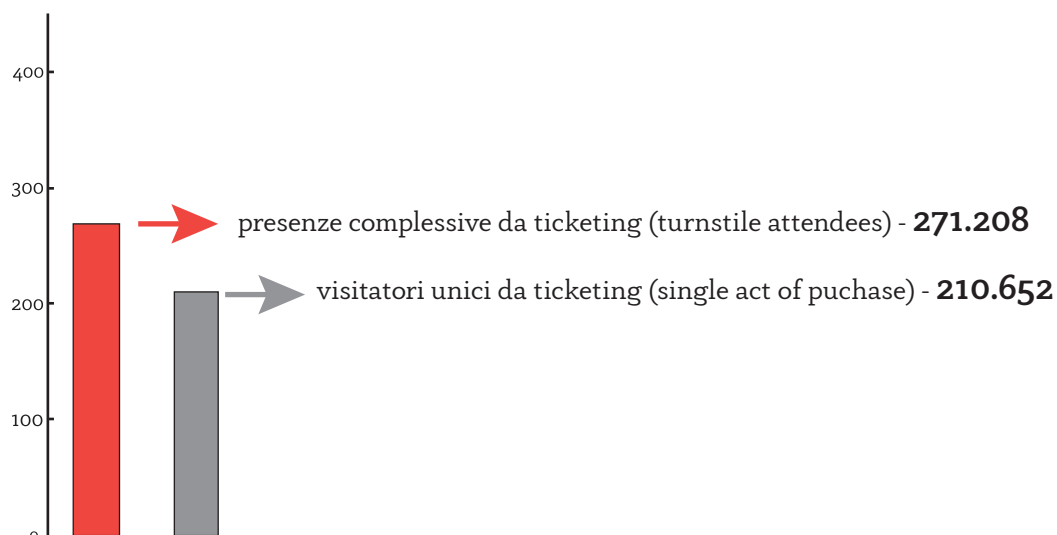 400
300
presenze complessive da ticketing (turnstile attendees) - 271.208
visitatori unici da ticketing (single act of puchase) - 210.652
200
100
0